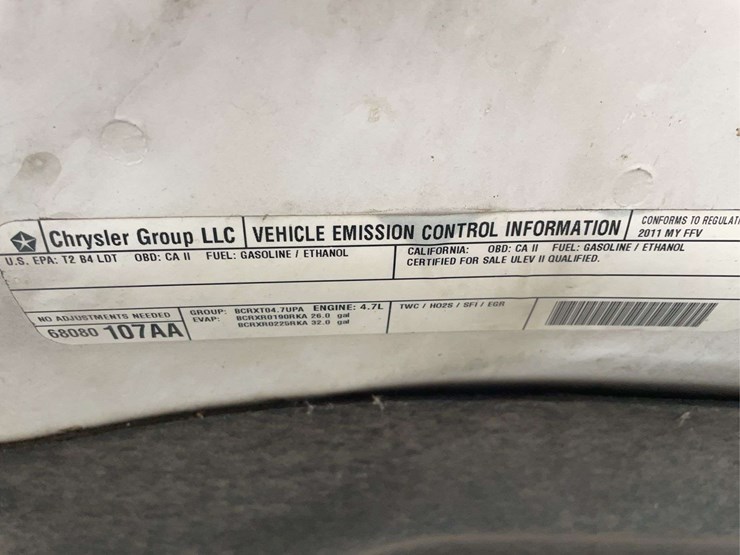 Chrysler Group LLC VEHICLE EMISSION CONTROL INFORMATION CONFORMS TO REGULATI
2011 MY FFV
U.S. EPA: T2 B4 LDT OBD: CA II FUEL: GASOLINE / ETHANOL
CALIFORNIA: OBD: CA II FUEL: GASOLINE / ETHANOL
CERTIFIED FOR SALE ULEV II QUALIFIED.
NO ADJUSTMENTS NEEDED
68080 107AA
GROUP: BCRXT04.7UPA ENGINE: 4.7L
EVAP: BCRXR0190RKA 26.0 gal
BCRXR0225RKA 32.0 gal
TWC / HO2S / SFI / EGR